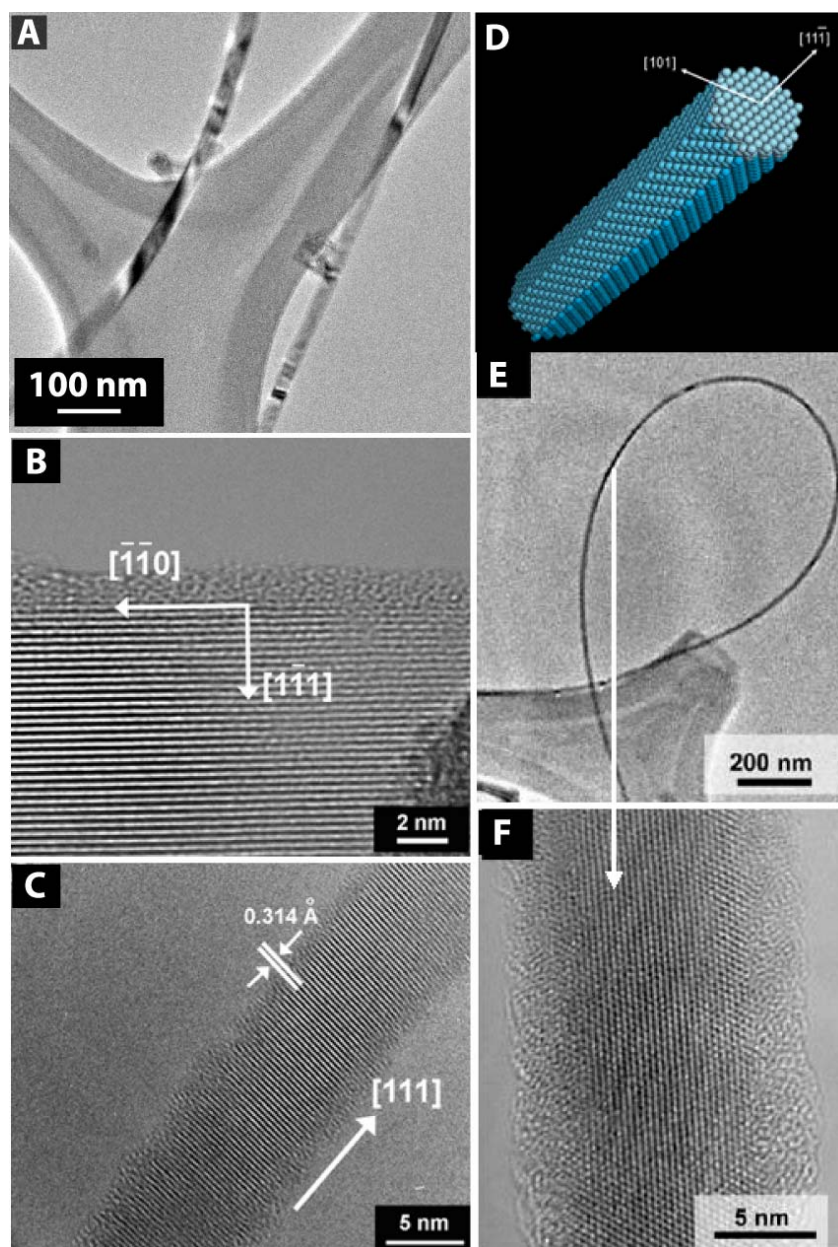 A
100 nm
B
[1̄1̄0]
[11̄1]
2 nm
C
0.314 Å
[111]
5 nm
D
[101]
[111̄]
E
200 nm
F
5 nm